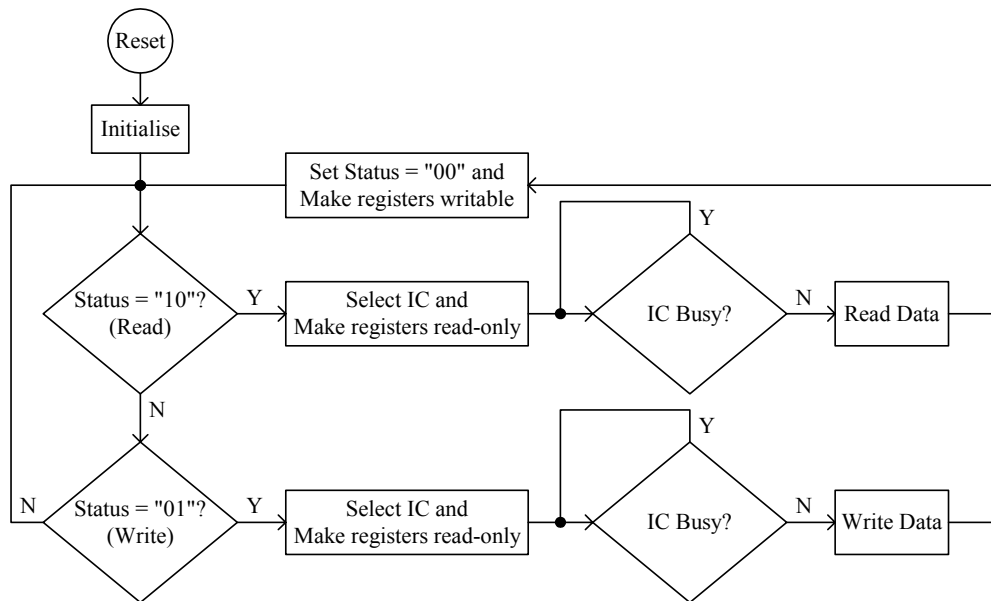 Reset
Initialise
Set Status = "00" and
Make registers writable
Y
Status = "10"?
(Read)
Y
Select IC and
Make registers read-only
IC Busy?
N
Read Data
N
Y
Status = "01"?
(Write)
N
Y
Select IC and
Make registers read-only
IC Busy?
N
Write Data